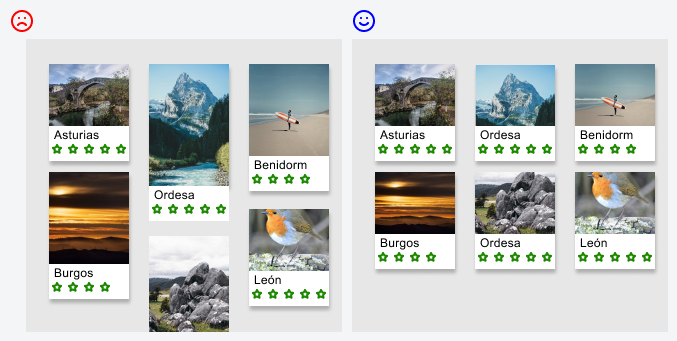 Asturias
Ordesa
Benidorm
Burgos
León
Asturias
Ordesa
Benidorm
Burgos
Ordesa
León